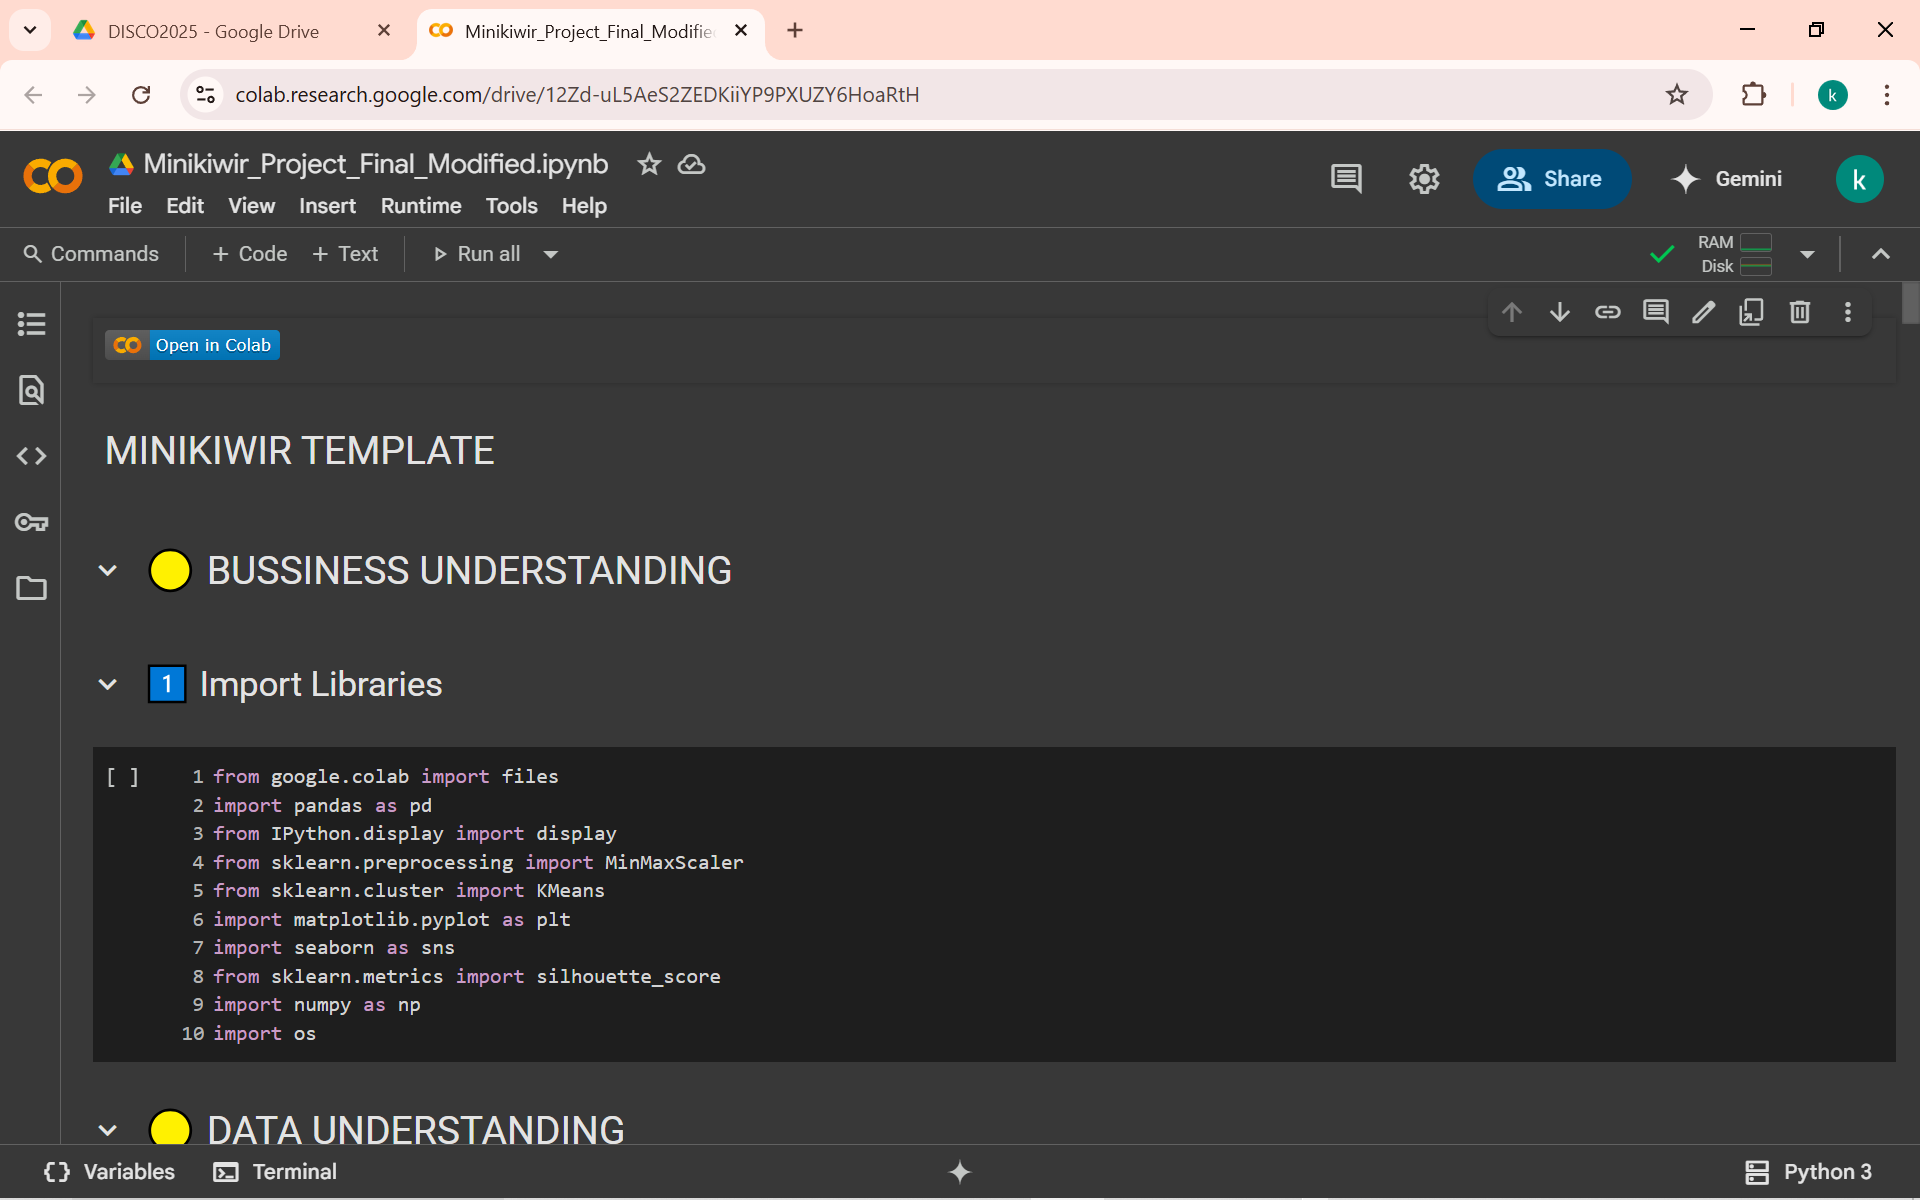 DISCO2025 - Google Drive
Minikiwir_Project_Final_Modifie
colab.research.google.com/drive/12Zd-uL5AeS2ZEDKiiYP9PXUZY6HoaRtH
k
Minikiwir_Project_Final_Modified.ipynb
File Edit View Insert Runtime Tools Help
Share
Gemini
k
Commands
+ Code
+ Text
Run all
RAM
Disk
Open in Colab
MINIKIWIR TEMPLATE
BUSSINESS UNDERSTANDING
1 Import Libraries
[ ]
1 from google.colab import files
2 import pandas as pd
3 from IPython.display import display
4 from sklearn.preprocessing import MinMaxScaler
5 from sklearn.cluster import KMeans
6 import matplotlib.pyplot as plt
7 import seaborn as sns
8 from sklearn.metrics import silhouette_score
9 import numpy as np
10 import os
DATA UNDERSTANDING
{} Variables
Terminal
Python 3